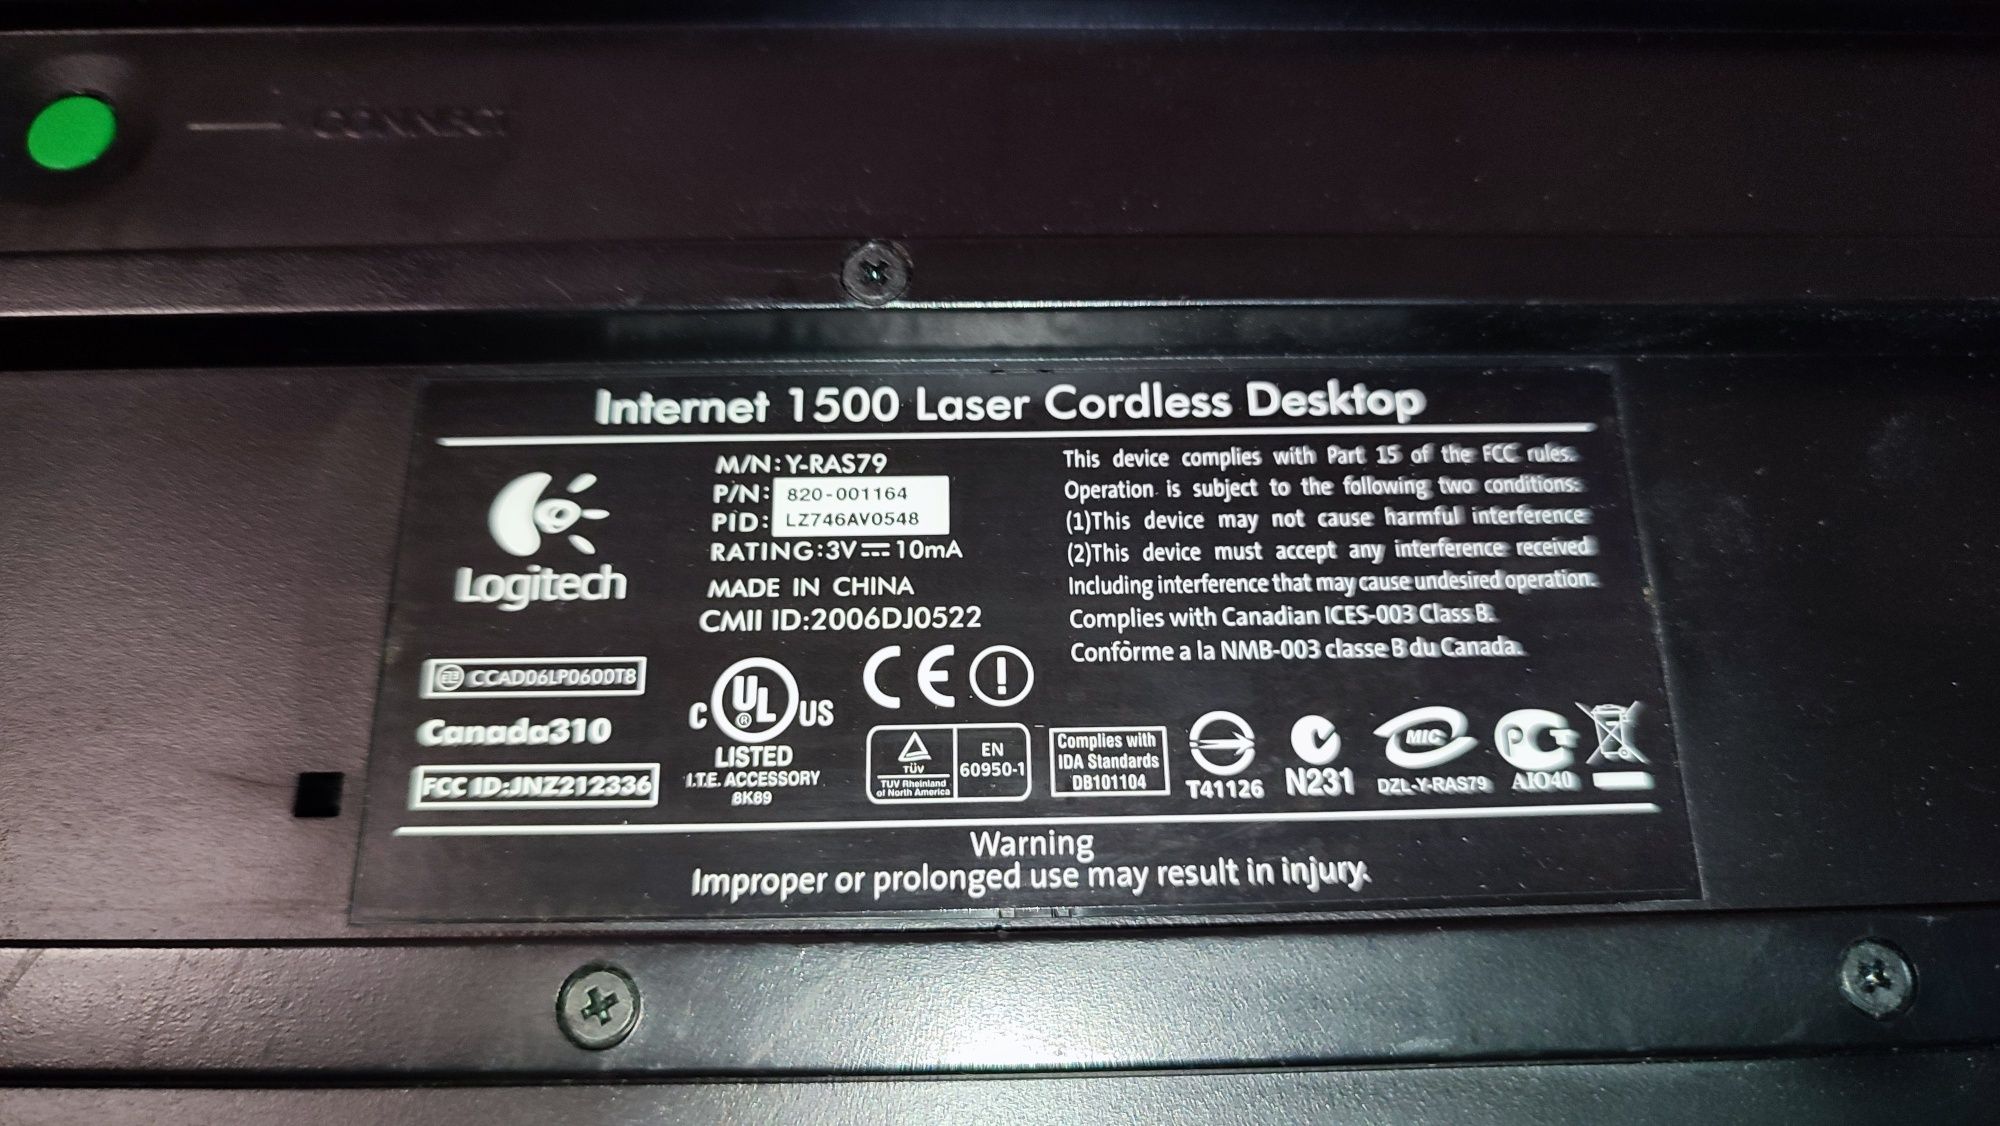 CONNECT
Internet 1500 Laser Cordless Desktop
Logitech
M/N: Y-RAS79
P/N: 820-001164
PID: LZ746AV0548
RATING: 3V⎓10mA
MADE IN CHINA
CMII ID:2006DJ0522
This device complies with Part 15 of the FCC rules.
Operation is subject to the following two conditions:
(1)This device may not cause harmful interference
(2)This device must accept any interference received
Including interference that may cause undesired operation.
Complies with Canadian ICES-003 Class B.
Confôrme a la NMB-003 classe B du Canada.
CCAD06LP0600T8
Canada310
FCC ID:JNZ212336
C UL® US
LISTED
I.T.E. ACCESSORY
8K89
CE
TÜV
TUV Rheinland
of North America
EN
60950-1
Complies with
IDA Standards
DB101104
T41126
N231
MIC
DZL-Y-RAS79
AIO40
Warning
Improper or prolonged use may result in injury.